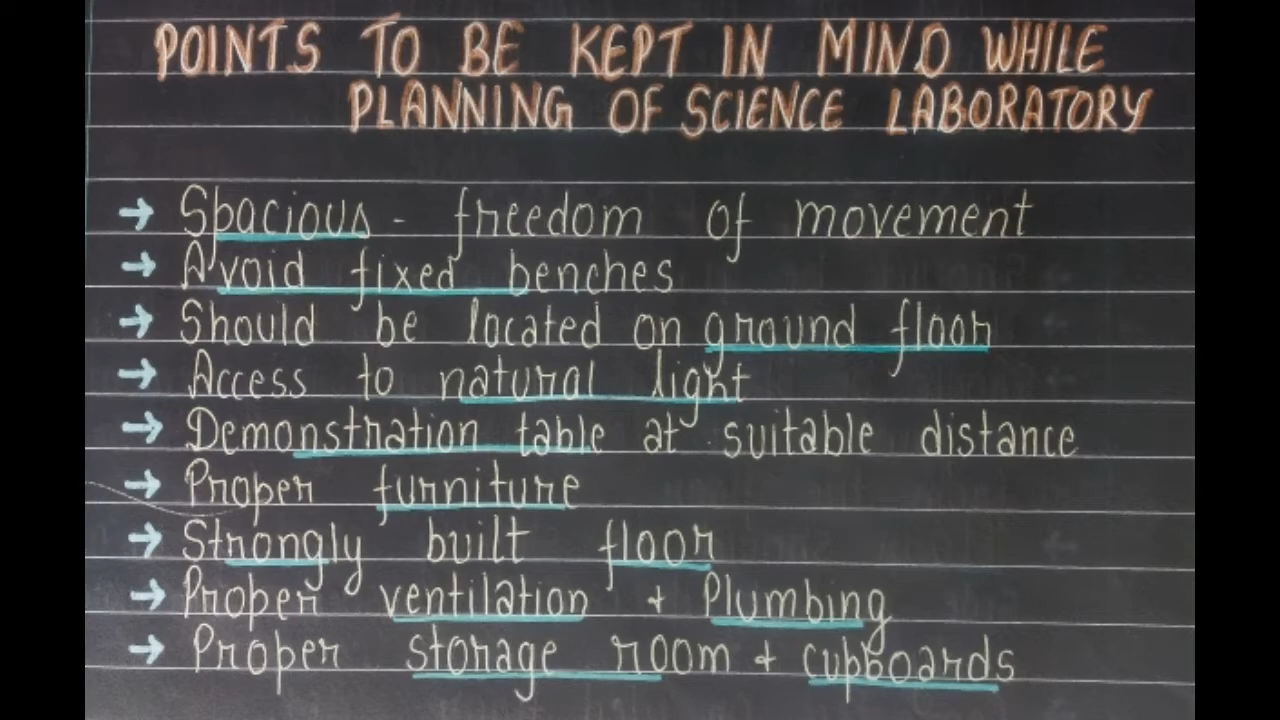 POINTS TO BE KEPT IN MIND WHILE
PLANNING OF SCIENCE LABORATORY
→ Spacious - freedom of movement
→ Avoid fixed benches
→ Should be located on ground floor
→ Access to natural light
→ Demonstration table at suitable distance
→ Proper furniture
→ Strongly built floor
→ Proper ventilation + Plumbing
→ Proper storage room + cupboards